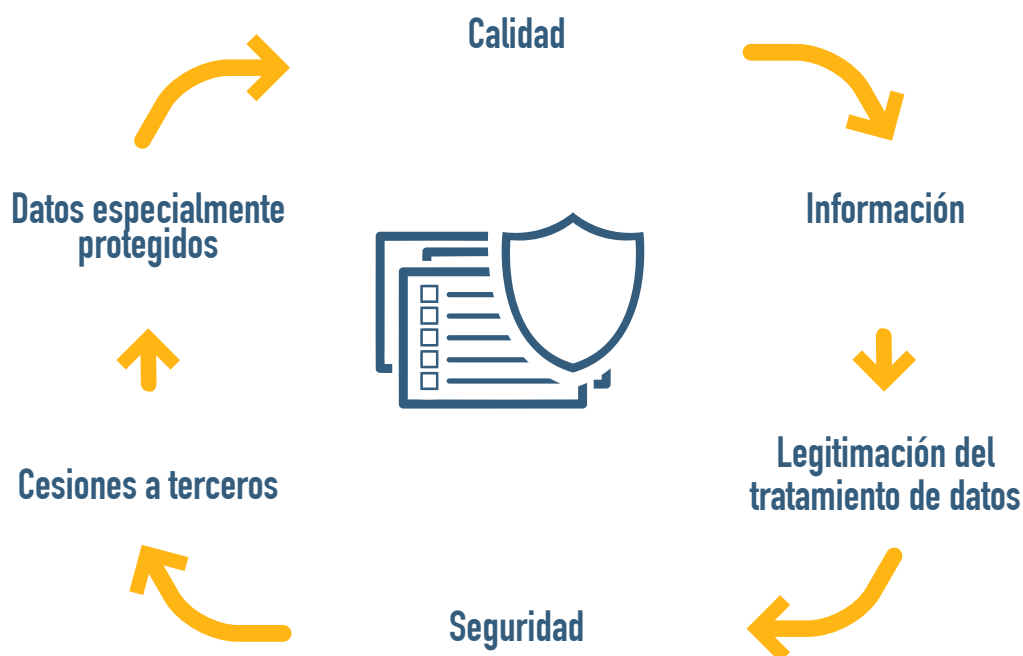 Calidad
Información
Legitimación del
tratamiento de datos
Seguridad
Cesiones a terceros
Datos especialmente
protegidos